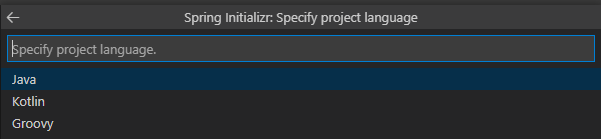 Spring Initializr: Specify project language
Specify project language.
Java
Kotlin
Groovy